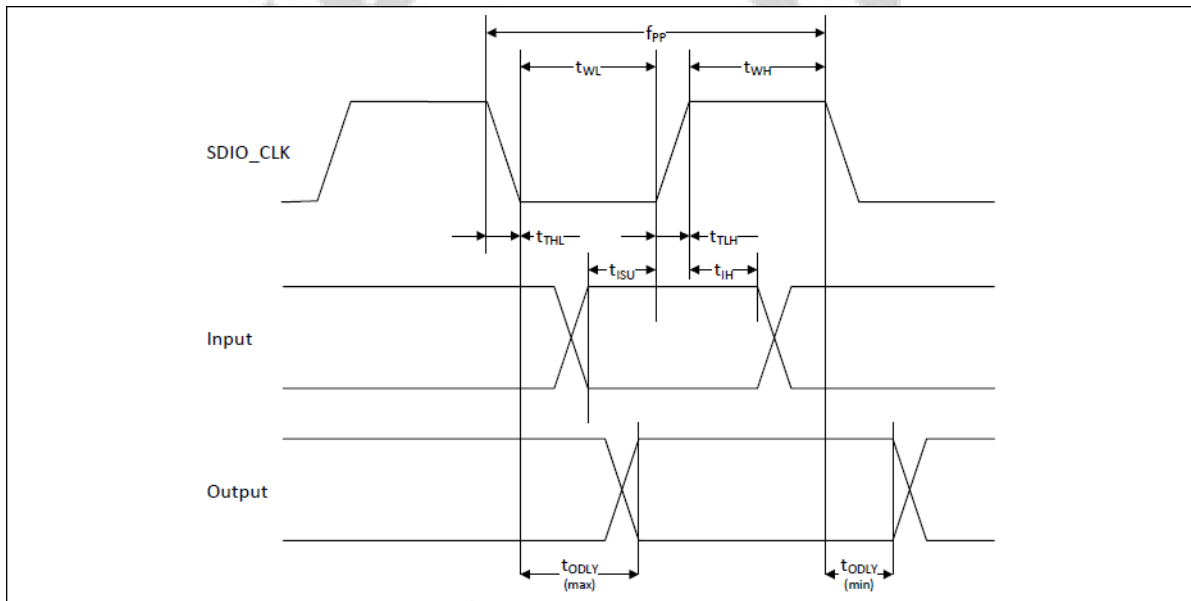 fPP
tWL
tWH
SDIO_CLK
tTHL
tTLH
tISU
tIH
Input
Output
tODLY
(max)
tODLY
(min)